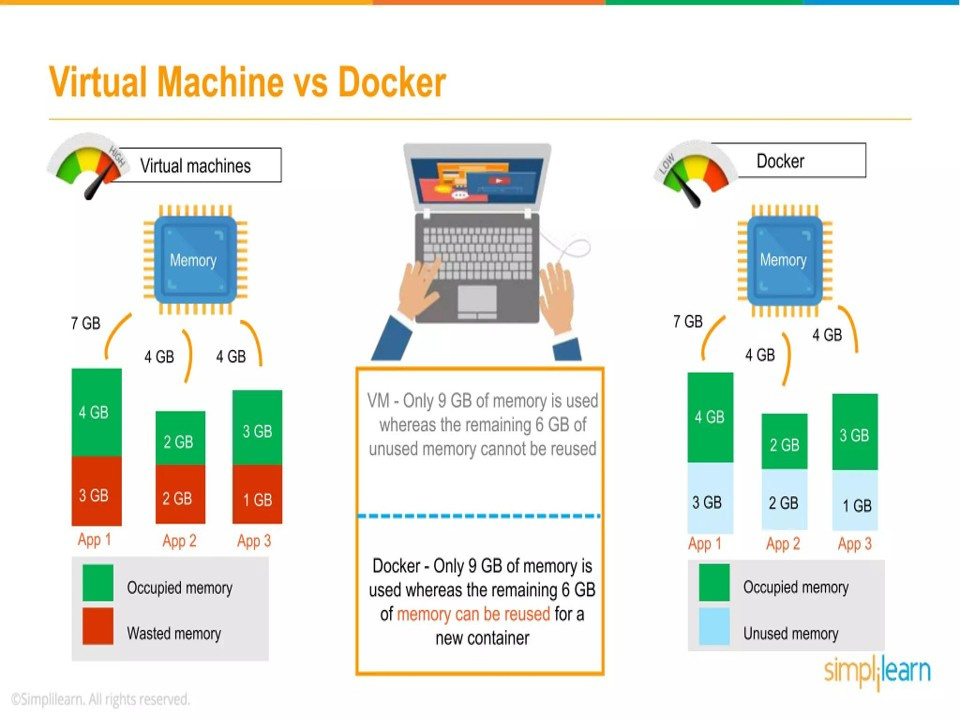 Virtual Machine vs Docker
HIGH
Virtual machines
Memory
7 GB
4 GB
4 GB
4 GB
3 GB
2 GB
2 GB
3 GB
1 GB
App 1
App 2
App 3
Occupied memory
Wasted memory
VM - Only 9 GB of memory is used
whereas the remaining 6 GB of
unused memory cannot be reused
Docker - Only 9 GB of memory is
used whereas the remaining 6 GB
of memory can be reused for a
new container
LOW
Docker
Memory
7 GB
4 GB
4 GB
4 GB
3 GB
2 GB
2 GB
3 GB
1 GB
App 1
App 2
App 3
Occupied memory
Unused memory
simplilearn
©Simplilearn. All rights reserved.